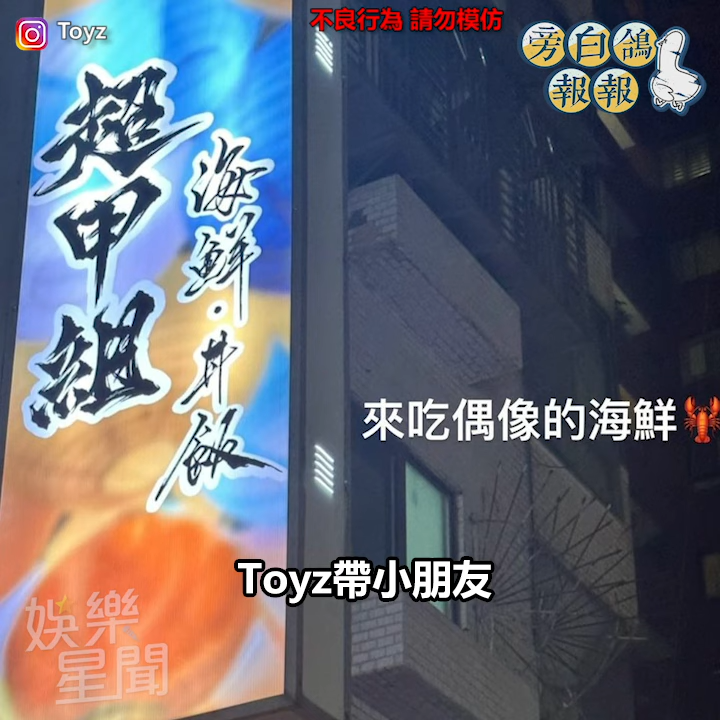 Toyz
不良行為 請勿模仿
旁白鴿
報報
超甲組
海鮮·丼飯
來吃偶像的海鮮🦞
Toyz帶小朋友
娛樂
星聞